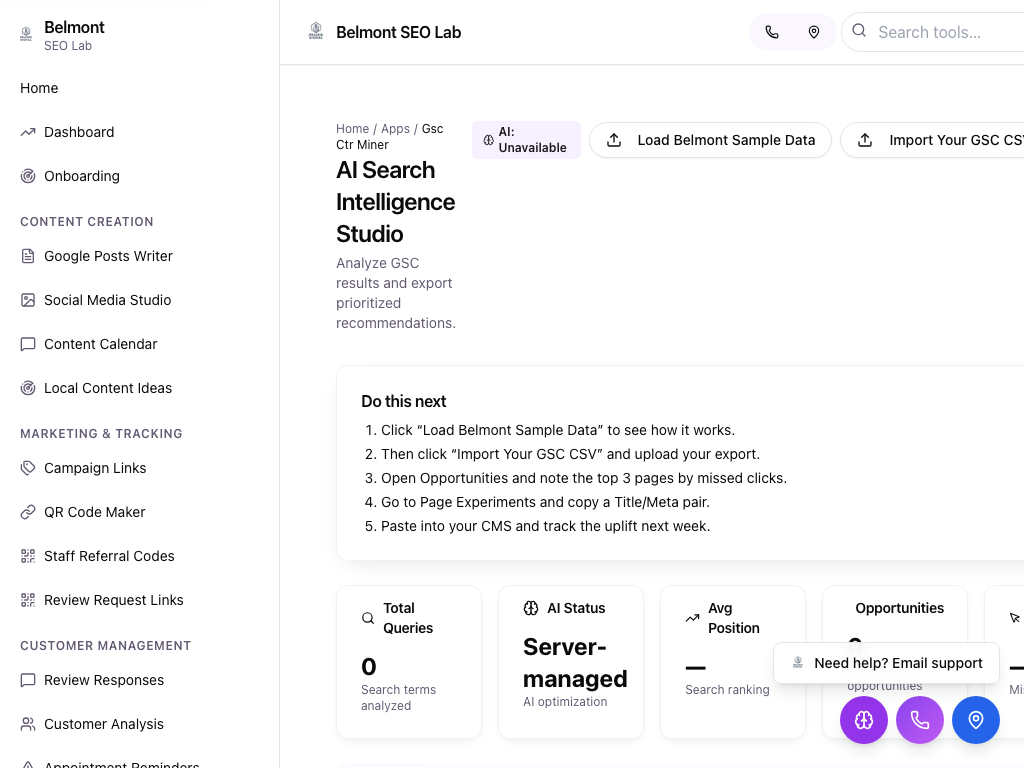 Belmont
SEO Lab
Home
Dashboard
Onboarding
CONTENT CREATION
Google Posts Writer
Social Media Studio
Content Calendar
Local Content Ideas
MARKETING & TRACKING
Campaign Links
QR Code Maker
Staff Referral Codes
Review Request Links
CUSTOMER MANAGEMENT
Review Responses
Customer Analysis
Appointment Reminders
Belmont SEO Lab
Search tools...
Home / Apps / Gsc
Ctr Miner
AI:
Unavailable
Load Belmont Sample Data
Import Your GSC CSV
AI Search
Intelligence
Studio
Analyze GSC
results and export
prioritized
recommendations.
Do this next
1. Click “Load Belmont Sample Data” to see how it works.
2. Then click “Import Your GSC CSV” and upload your export.
3. Open Opportunities and note the top 3 pages by missed clicks.
4. Go to Page Experiments and copy a Title/Meta pair.
5. Paste into your CMS and track the uplift next week.
Total
Queries
0
Search terms
analyzed
AI Status
Server-
managed
AI optimization
Avg
Position
—
Search ranking
Opportunities
opportunities
—
Need help? Email support